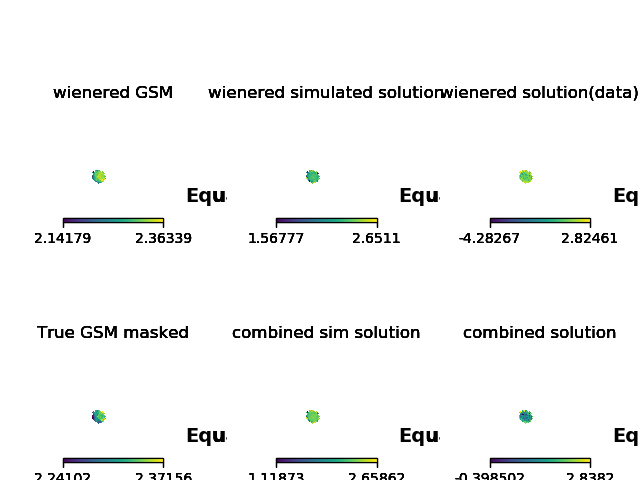 wienered GSM
wienered simulated solution
wienered solution(data)
Equ
Equ
Eq
2.14179 2.36339
1.56777 2.6511
-4.28267 2.82461
True GSM masked
combined sim solution
combined solution
Equ
Equ
Eq
2.24102 2.37156
1.11873 2.65862
-0.398502 2.8382